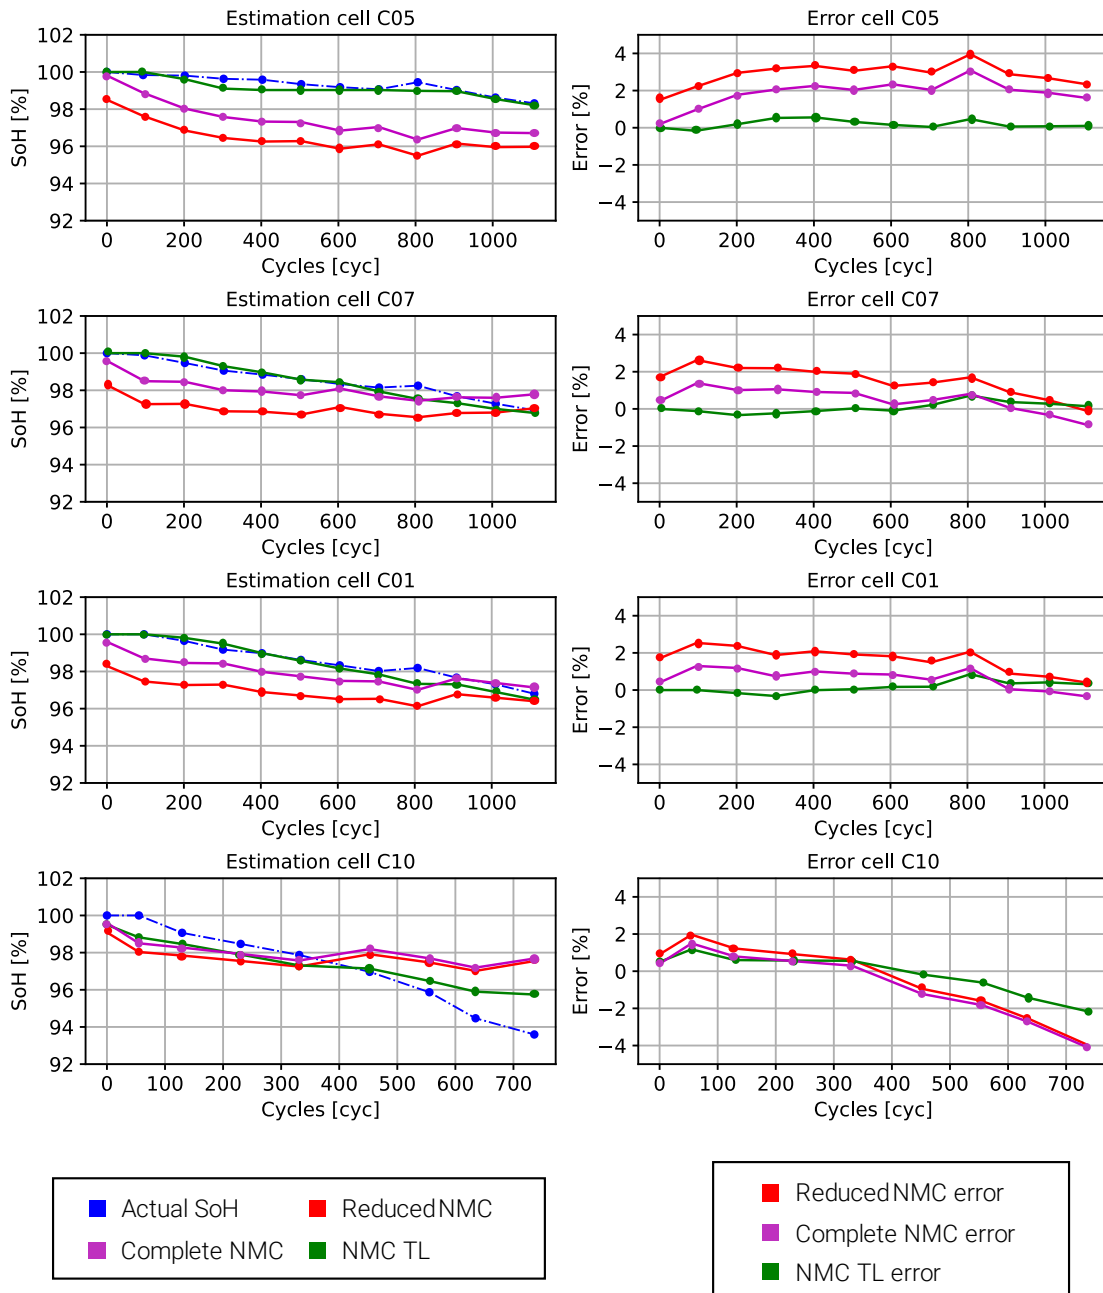 Estimation cell C05
Error cell C05
102
100
98
96
94
92
SoH [%]
0 200 400 600 800 1000
Cycles [cyc]
4
2
0
−2
−4
Error [%]
0 200 400 600 800 1000
Cycles [cyc]
Estimation cell C07
Error cell C07
102
100
98
96
94
92
SoH [%]
0 200 400 600 800 1000
Cycles [cyc]
4
2
0
−2
−4
Error [%]
0 200 400 600 800 1000
Cycles [cyc]
Estimation cell C01
Error cell C01
102
100
98
96
94
92
SoH [%]
0 200 400 600 800 1000
Cycles [cyc]
4
2
0
−2
−4
Error [%]
0 200 400 600 800 1000
Cycles [cyc]
Estimation cell C10
Error cell C10
102
100
98
96
94
92
SoH [%]
0 100 200 300 400 500 600 700
Cycles [cyc]
4
2
0
−2
−4
Error [%]
0 100 200 300 400 500 600 700
Cycles [cyc]
Actual SoH
Reduced NMC
Complete NMC
NMC TL
Reduced NMC error
Complete NMC error
NMC TL error